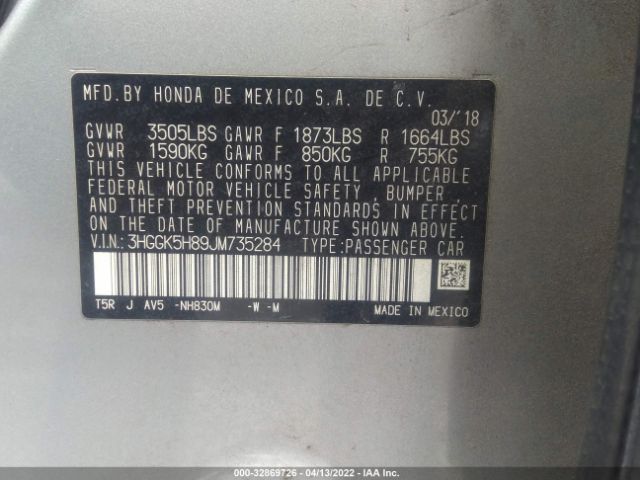 MFD.BY HONDA DE MEXICO S.A. DE C.V.
03/'18
GVWR 3505LBS GAWR F 1873LBS R 1664LBS
GVWR 1590KG GAWR F 850KG R 755KG
THIS VEHICLE CONFORMS TO ALL APPLICABLE
FEDERAL MOTOR VEHICLE SAFETY, BUMPER,
AND THEFT PREVENTION STANDARDS IN EFFECT
ON THE DATE OF MANUFACTURE SHOWN ABOVE.
V.I.N.: 3HGGK5H89JM735284 TYPE:PASSENGER CAR
T5R J AV5 -NH830M -W -M
MADE IN MEXICO
000-32869726 - 04/13/2022 - IAA Inc.